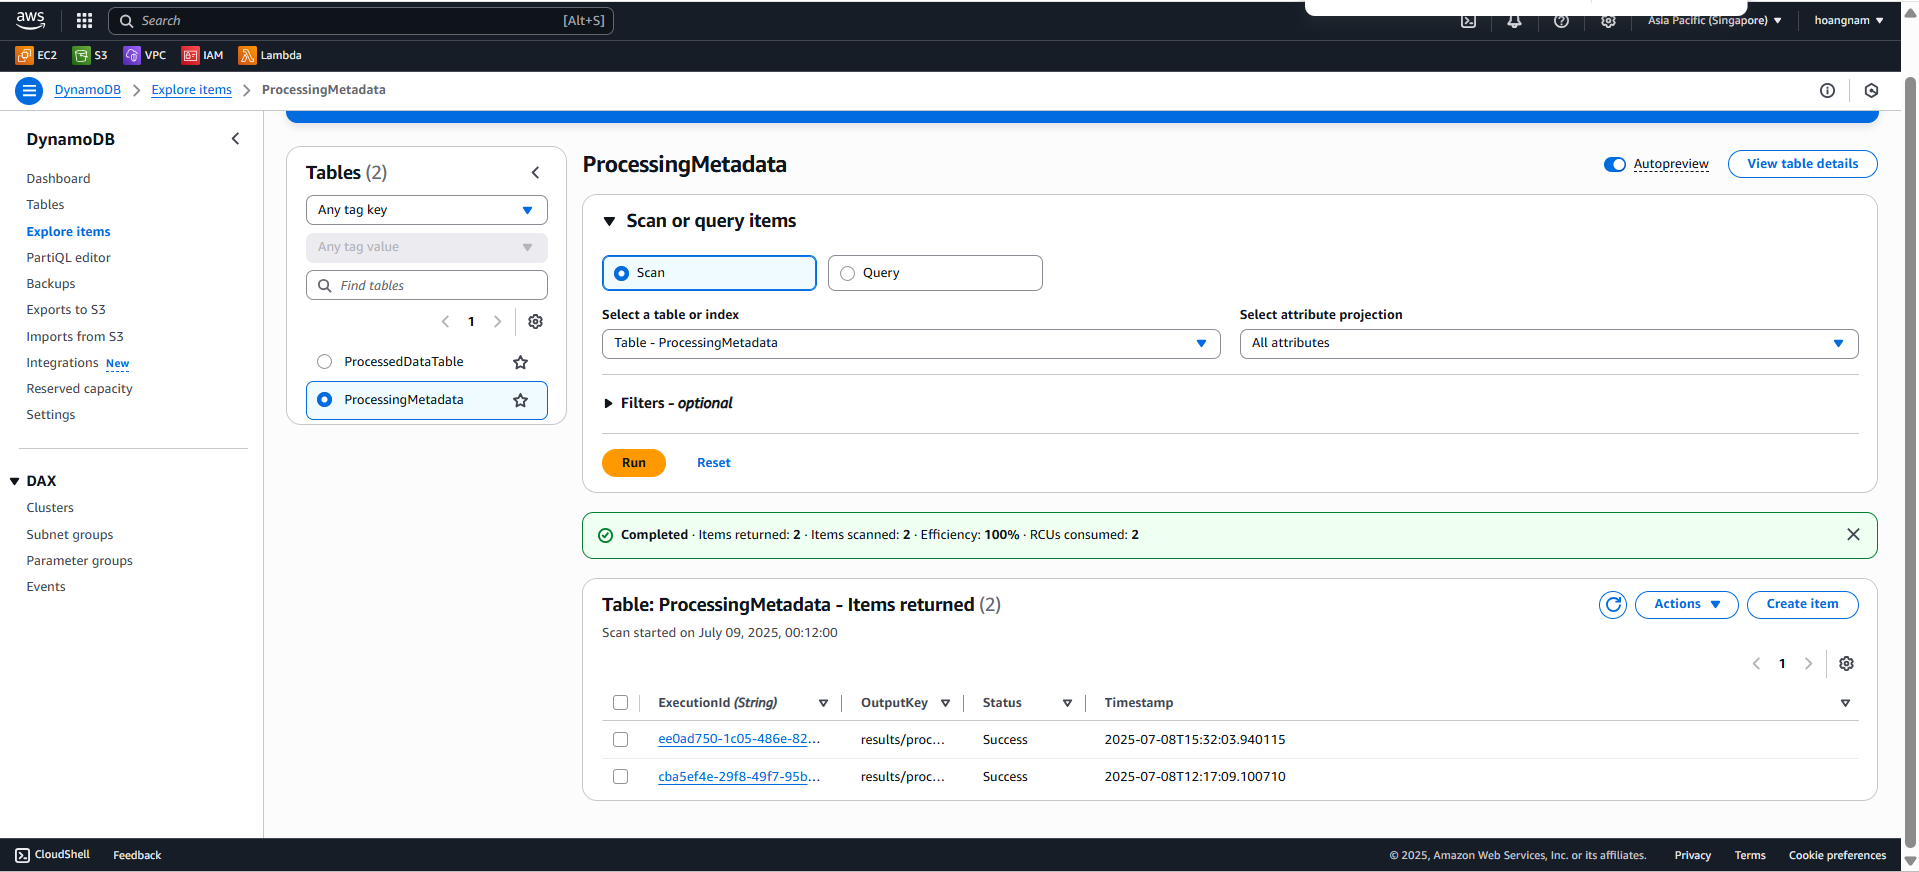 aws
Search [Alt+S]
Asia Pacific (Singapore) hoangnam
EC2 S3 VPC IAM Lambda
DynamoDB Explore items ProcessingMetadata
DynamoDB
Dashboard
Tables
Explore items
PartiQL editor
Backups
Exports to S3
Imports from S3
Integrations New
Reserved capacity
Settings
DAX
Clusters
Subnet groups
Parameter groups
Events
Tables (2)
Any tag key
Any tag value
Find tables
1
ProcessedDataTable
ProcessingMetadata
ProcessingMetadata
Autopreview View table details
Scan or query items
Scan Query
Select a table or index Select attribute projection
Table - ProcessingMetadata All attributes
Filters - optional
Run Reset
Completed · Items returned: 2 · Items scanned: 2 · Efficiency: 100% · RCUs consumed: 2
Table: ProcessingMetadata - Items returned (2)
Actions Create item
Scan started on July 09, 2025, 00:12:00
1
ExecutionId (String) OutputKey Status Timestamp
ee0ad750-1c05-486e-82... results/proc... Success 2025-07-08T15:32:03.940115
cba5ef4e-29f8-49f7-95b... results/proc... Success 2025-07-08T12:17:09.100710
CloudShell Feedback © 2025, Amazon Web Services, Inc. or its affiliates. Privacy Terms Cookie preferences